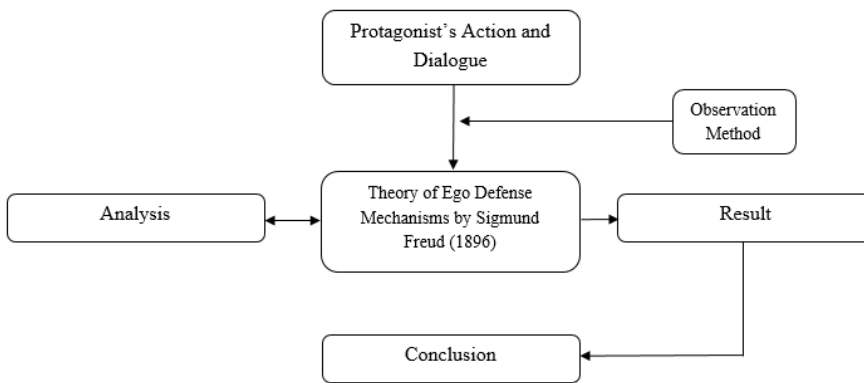 Protagonist’s Action and
Dialogue
Observation
Method
Theory of Ego Defense
Mechanisms by Sigmund
Freud (1896)
Analysis
Result
Conclusion